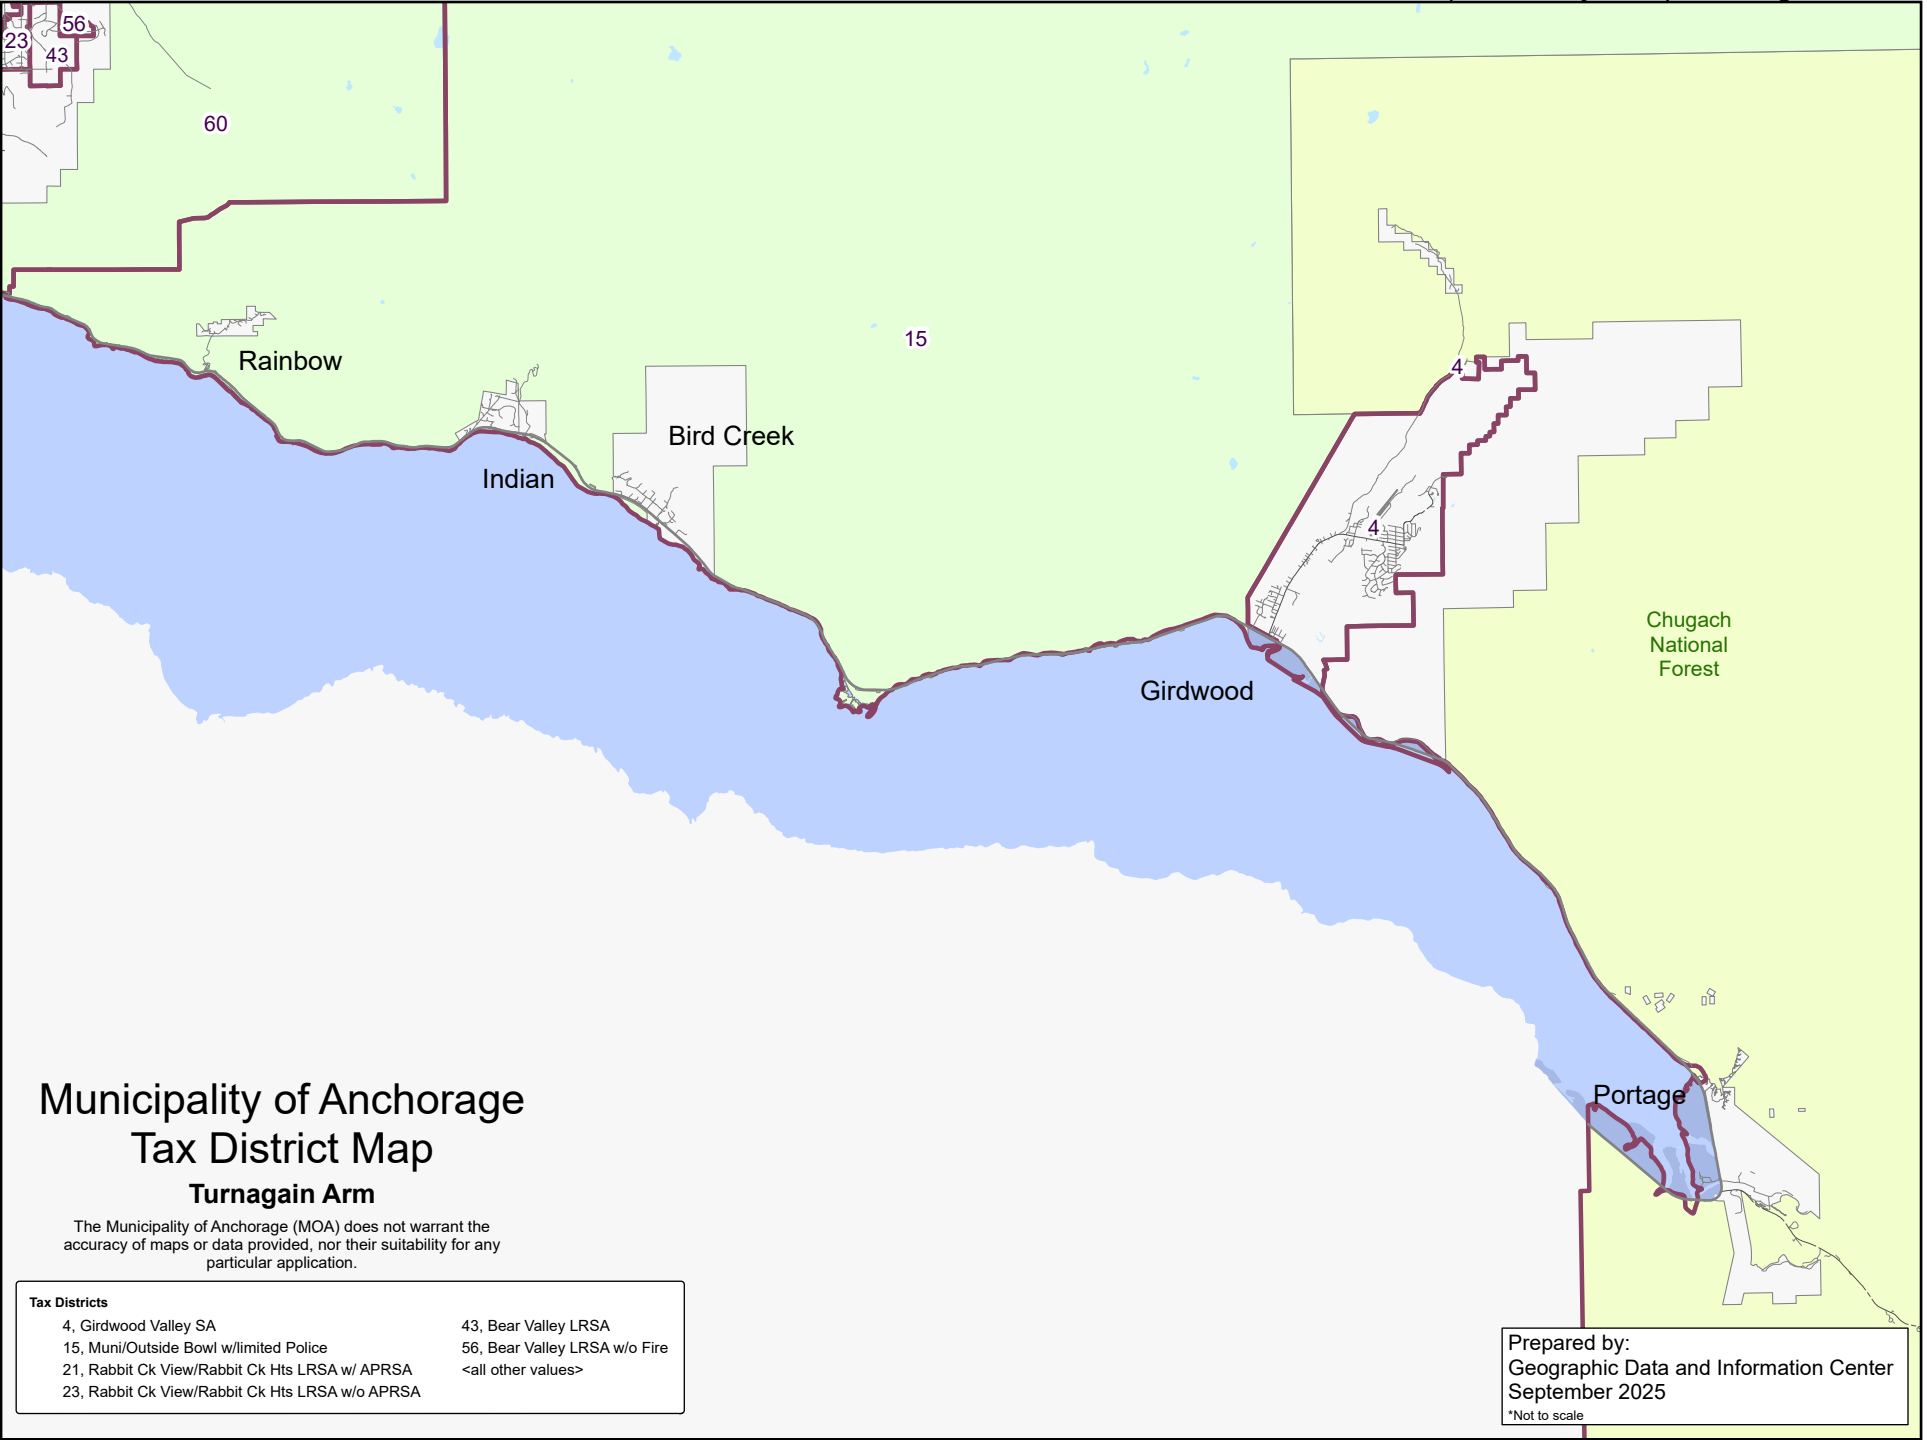 56
23
43
60
15
Rainbow
4
Bird Creek
Indian
4
Chugach
National
Forest
Girdwood
Portage
Municipality of Anchorage
Tax District Map
Turnagain Arm
The Municipality of Anchorage (MOA) does not warrant the
accuracy of maps or data provided, nor their suitability for any
particular application.
Tax Districts
4, Girdwood Valley SA
15, Muni/Outside Bowl w/limited Police
21, Rabbit Ck View/Rabbit Ck Hts LRSA w/ APRSA
23, Rabbit Ck View/Rabbit Ck Hts LRSA w/o APRSA
43, Bear Valley LRSA
56, Bear Valley LRSA w/o Fire
<all other values>
Prepared by:
Geographic Data and Information Center
September 2025
*Not to scale